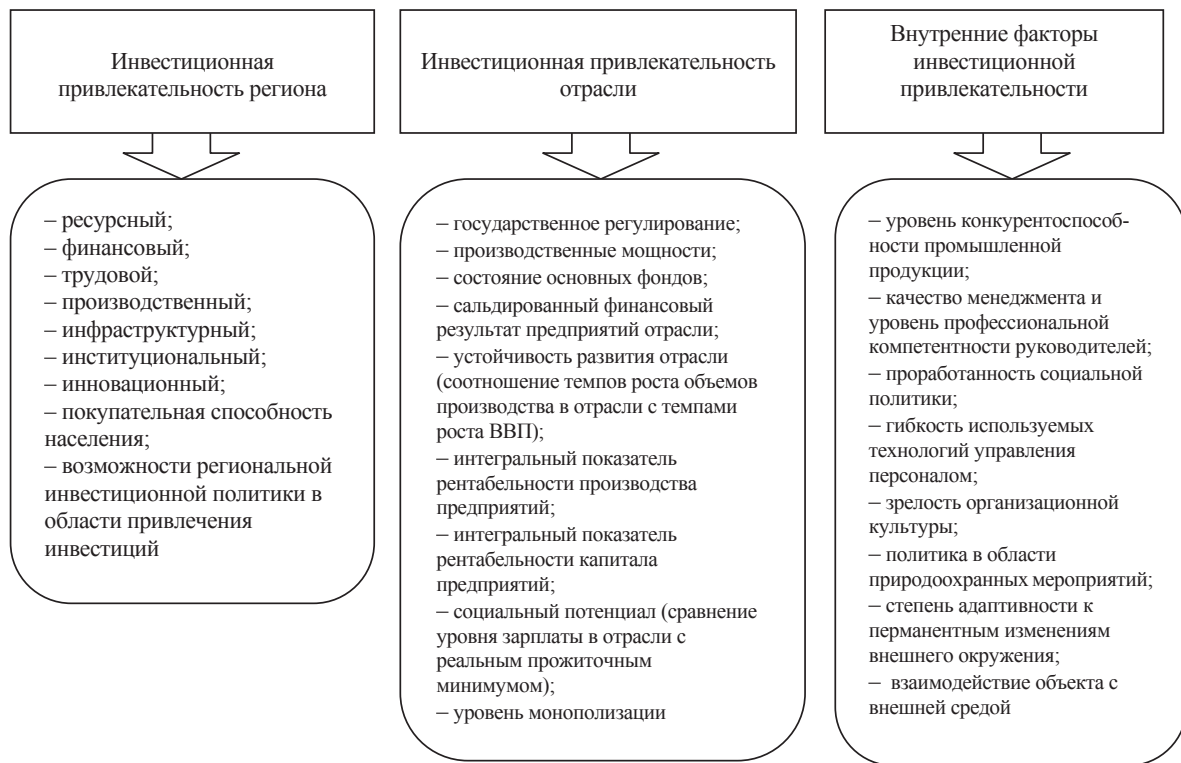 Инвестиционная
привлекательность региона
– ресурсный;
– финансовый;
– трудовой;
– производственный;
– инфраструктурный;
– институциональный;
– инновационный;
– покупательная способность
населения;
– возможности региональной
инвестиционной политики в
области привлечения
инвестиций
Инвестиционная привлекательность
отрасли
– государственное регулирование;
– производственные мощности;
– состояние основных фондов;
– сальдированный финансовый
результат предприятий отрасли;
– устойчивость развития отрасли
(соотношение темпов роста объемов
производства в отрасли с темпами
роста ВВП);
– интегральный показатель
рентабельности производства
предприятий;
– интегральный показатель
рентабельности капитала
предприятий;
– социальный потенциал (сравнение
уровня зарплаты в отрасли с
реальным прожиточным
минимумом);
– уровень монополизации
Внутренние факторы
инвестиционной
привлекательности
– уровень конкурентоспособ-
ности промышленной
продукции;
– качество менеджмента и
уровень профессиональной
компетентности руководителей;
– проработанность социальной
политики;
– гибкость используемых
технологий управления
персоналом;
– зрелость организационной
культуры;
– политика в области
природоохранных мероприятий;
– степень адаптивности к
перманентным изменениям
внешнего окружения;
– взаимодействие объекта с
внешней средой